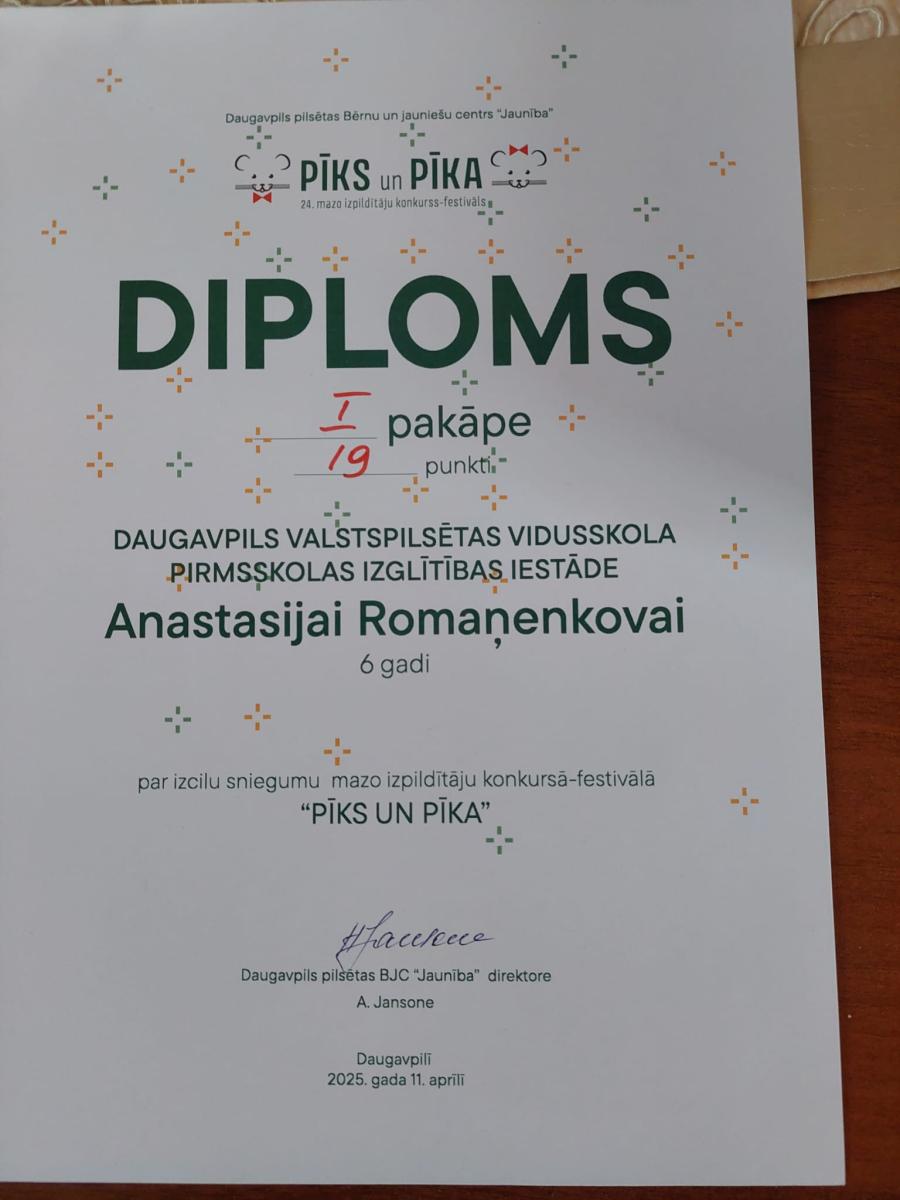 Daugavpils pilsētas Bērnu un jauniešu centrs "Jaunība"
PĪKS un PĪKA
24. mazo izpildītāju konkurss-festivāls
DIPLOMS
I pakāpe
19 punkti
DAUGAVPILS VALSTSPILSĒTAS VIDUSSKOLA
PIRMSSKOLAS IZGLĪTĪBAS IESTĀDE
Anastasijai Romaņenkovai
6 gadi
par izcilu sniegumu mazo izpildītāju konkursā-festivālā
"PĪKS UN PĪKA"
AJansone
Daugavpils pilsētas BJC "Jaunība" direktore
A. Jansone
Daugavpilī
2025. gada 11. aprīlī